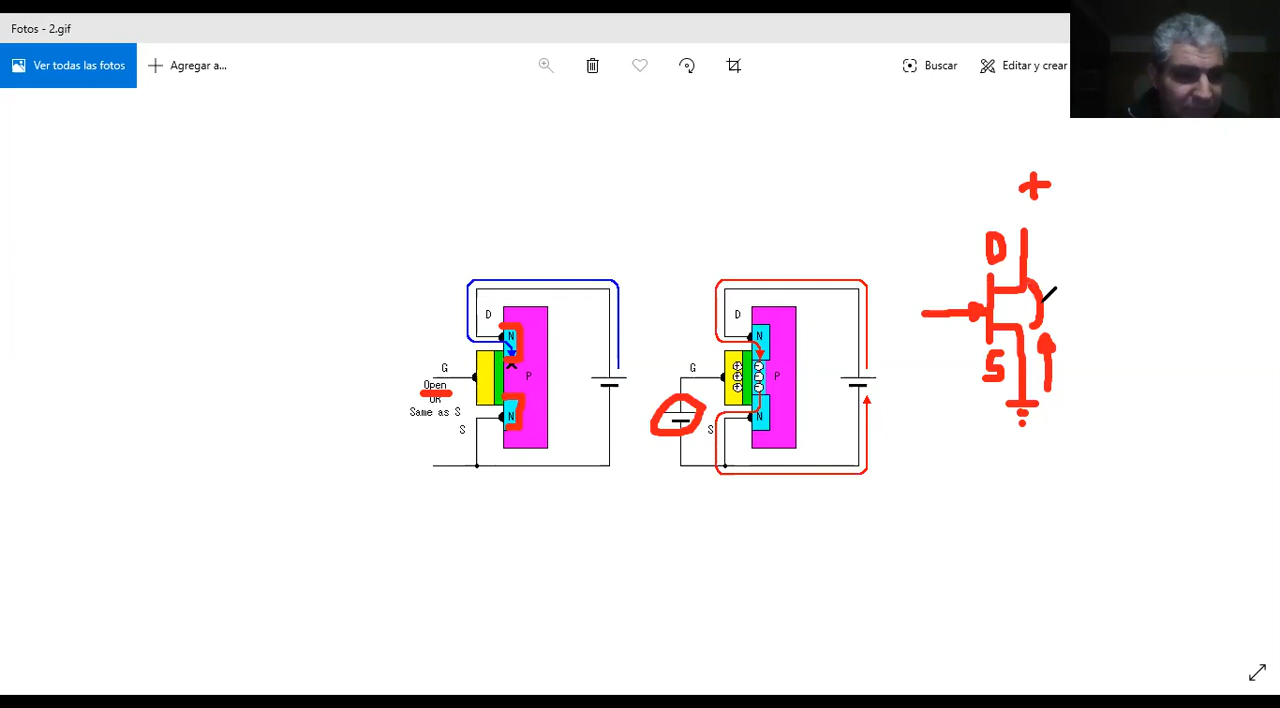 Fotos - 2.gif
Ver todas las fotos
Agregar a...
Buscar
Editar y crear
+
D
S
D
N
G
P
Open
OR
Same as S
N
S
D
N
G
P
N
S